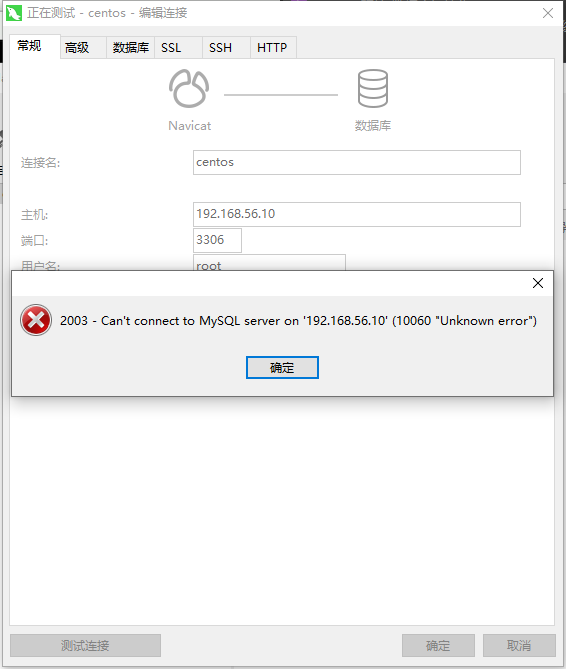 正在测试 - centos - 编辑连接
常规 高级 数据库 SSL SSH HTTP
Navicat 数据库
连接名: centos
主机: 192.168.56.10
端口: 3306
用户名: root
2003 - Can't connect to MySQL server on '192.168.56.10' (10060 "Unknown error")
确定
测试连接 确定 取消